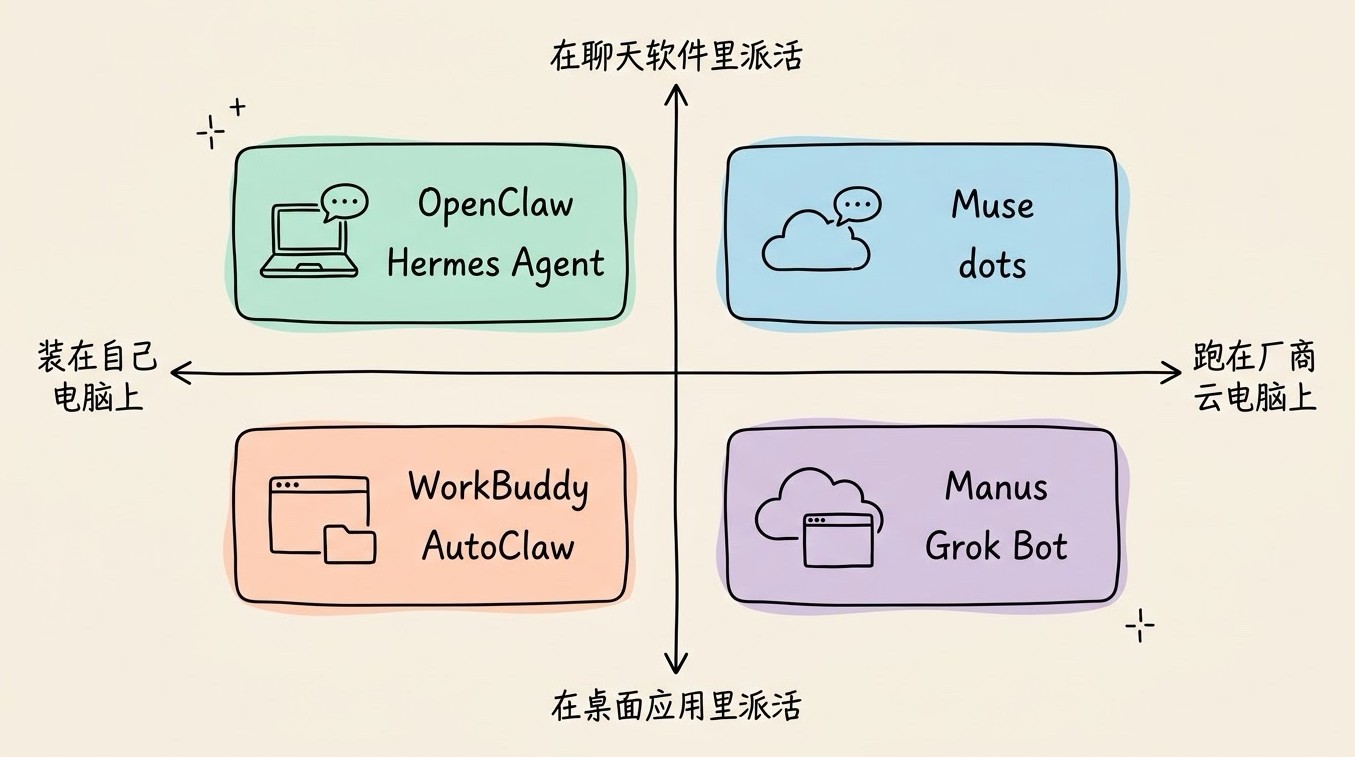 在聊天软件里派活
OpenClaw
Hermes Agent
Muse
dots
装在自己
电脑上
跑在厂商
云电脑上
WorkBuddy
AutoClaw
Manus
Grok Bot
在桌面应用里派活